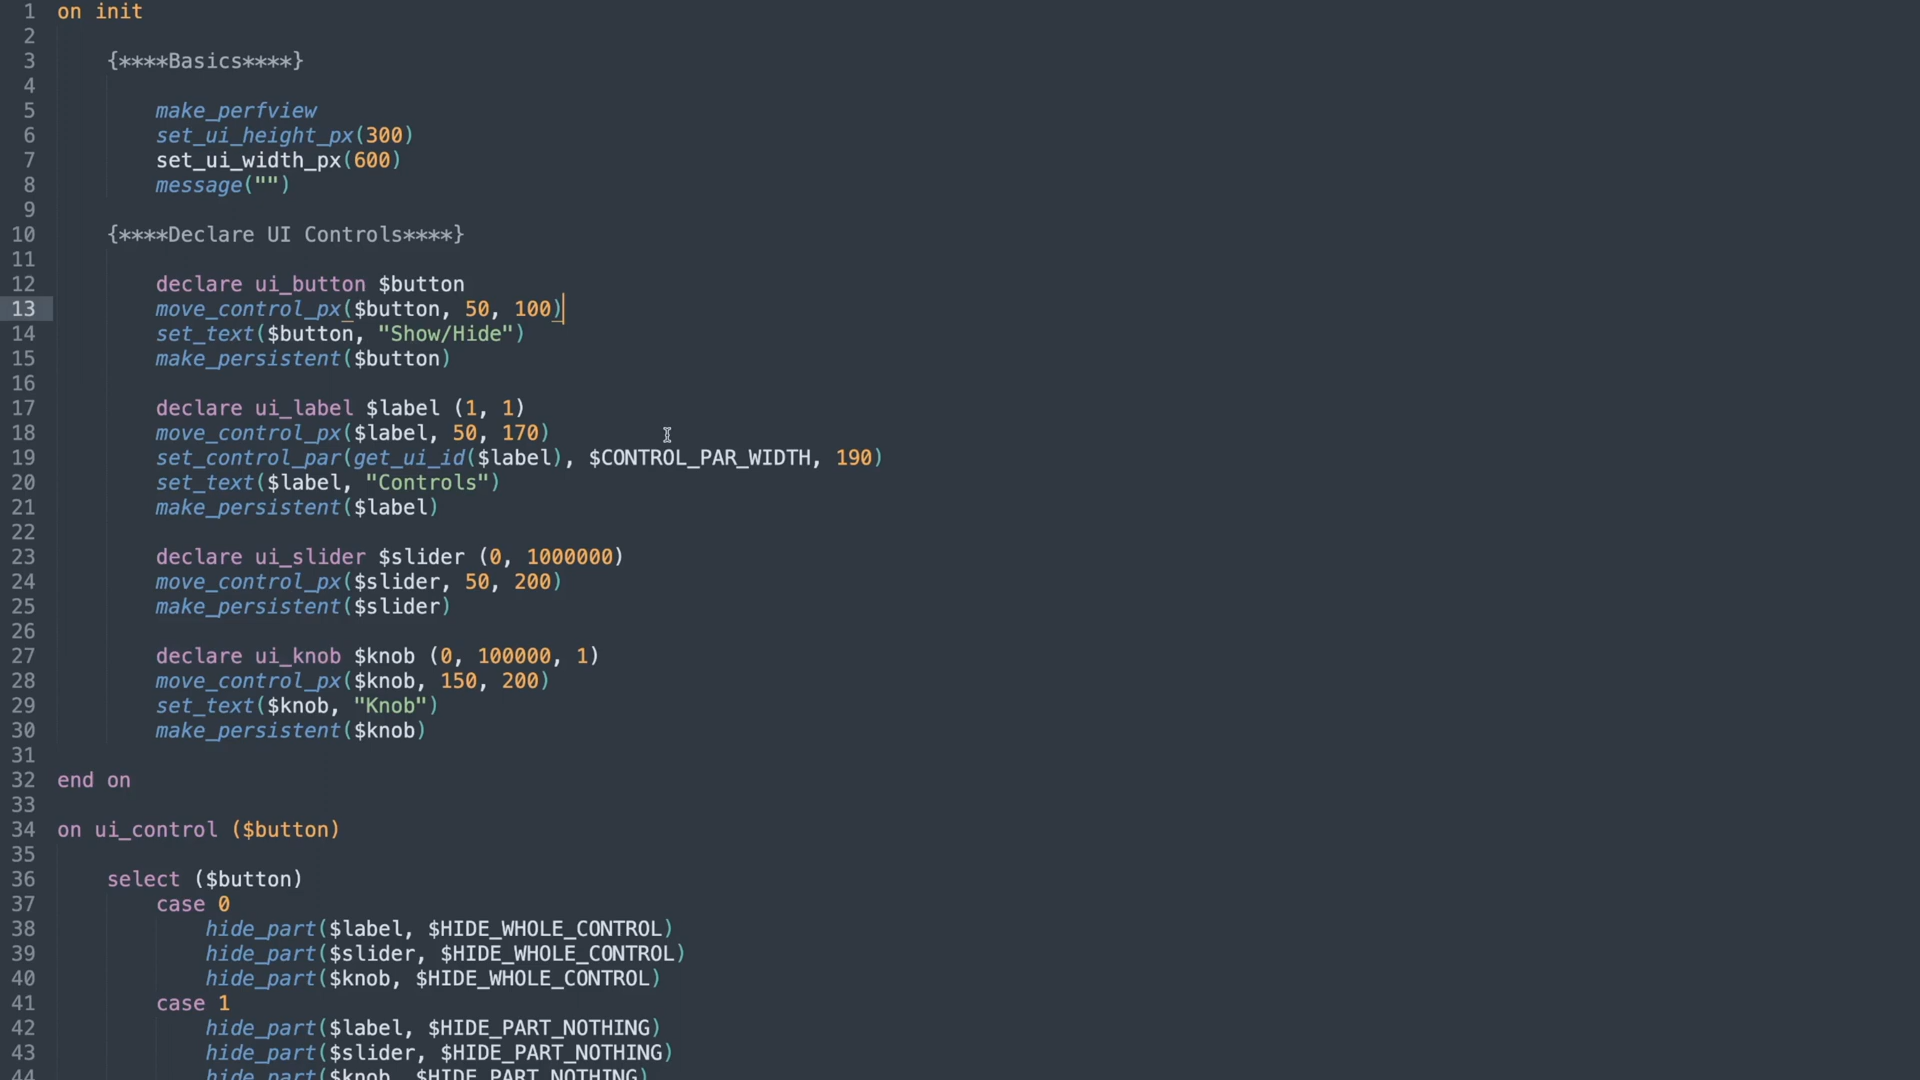 1 on init
2
3 {****Basics****}
4
5 make_perfview
6 set_ui_height_px(300)
7 set_ui_width_px(600)
8 message("")
9
10 {****Declare UI Controls****}
11
12 declare ui_button $button
13 move_control_px($button, 50, 100)
14 set_text($button, "Show/Hide")
15 make_persistent($button)
16
17 declare ui_label $label (1, 1)
18 move_control_px($label, 50, 170)
19 set_control_par(get_ui_id($label), $CONTROL_PAR_WIDTH, 190)
20 set_text($label, "Controls")
21 make_persistent($label)
22
23 declare ui_slider $slider (0, 1000000)
24 move_control_px($slider, 50, 200)
25 make_persistent($slider)
26
27 declare ui_knob $knob (0, 100000, 1)
28 move_control_px($knob, 150, 200)
29 set_text($knob, "Knob")
30 make_persistent($knob)
31
32 end on
33
34 on ui_control ($button)
35
36 select ($button)
37 case 0
38 hide_part($label, $HIDE_WHOLE_CONTROL)
39 hide_part($slider, $HIDE_WHOLE_CONTROL)
40 hide_part($knob, $HIDE_WHOLE_CONTROL)
41 case 1
42 hide_part($label, $HIDE_PART_NOTHING)
43 hide_part($slider, $HIDE_PART_NOTHING)
44 hide_part($knob, $HIDE_PART_NOTHING)